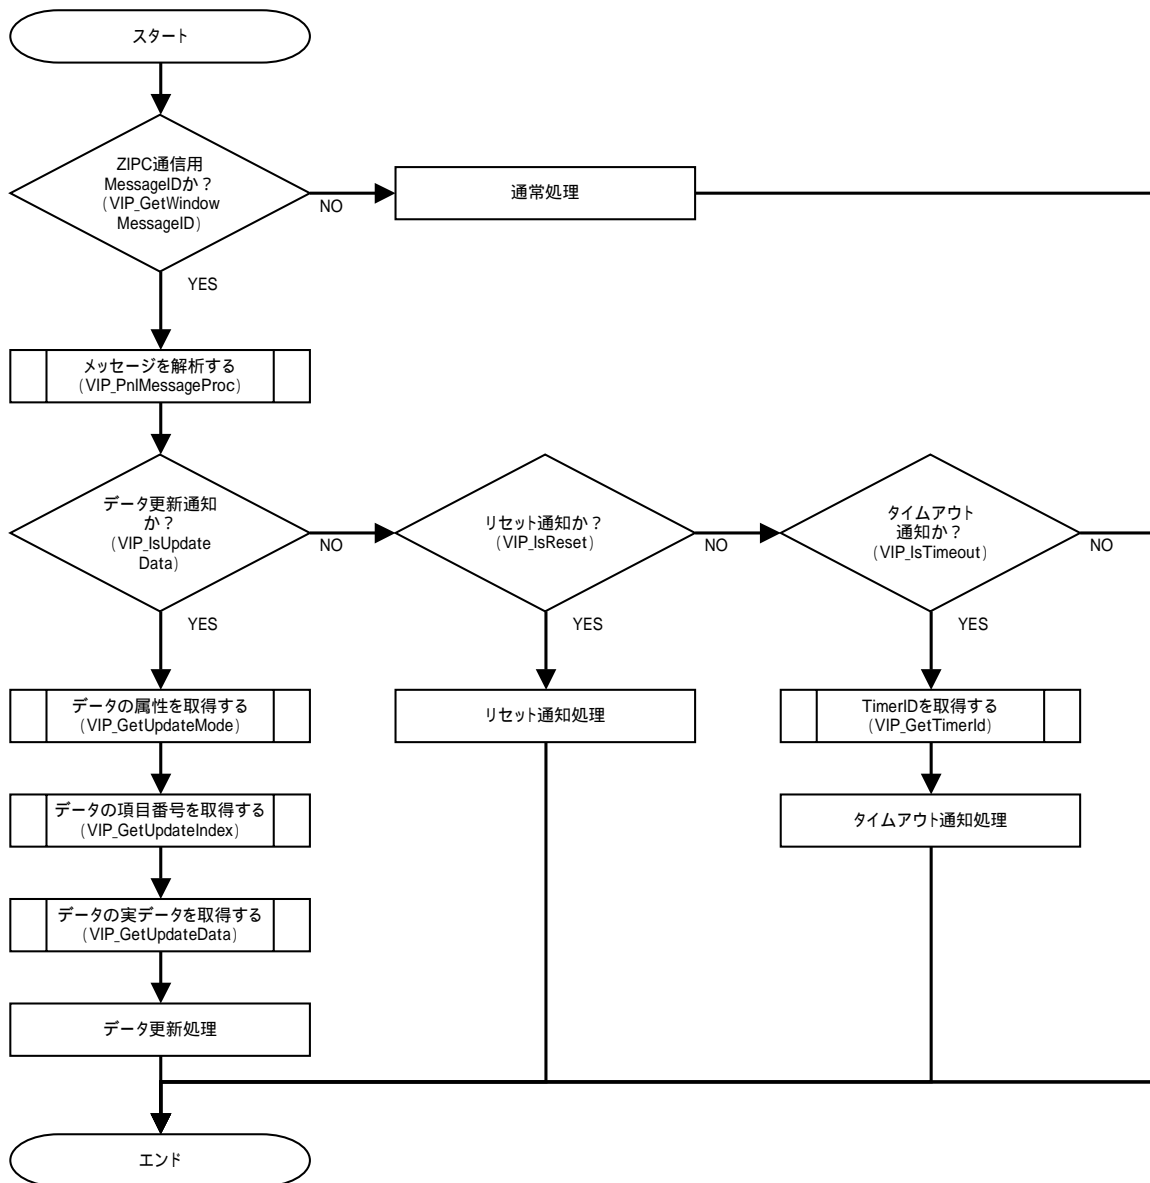 スタート
ZIPC通信用
MessageIDか？
(VIP_GetWindow
MessageID)
NO
通常処理
YES
メッセージを解析する
(VIP_PnlMessageProc)
データ更新通知
か？
(VIP_IsUpdate
Data)
NO
リセット通知か？
(VIP_IsReset)
NO
タイムアウト
通知か？
(VIP_IsTimeout)
NO
YES
YES
YES
データの属性を取得する
(VIP_GetUpdateMode)
リセット通知処理
TimerIDを取得する
(VIP_GetTimerId)
データの項目番号を取得する
(VIP_GetUpdateIndex)
タイムアウト通知処理
データの実データを取得する
(VIP_GetUpdateData)
データ更新処理
エンド